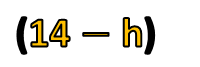 (14 – h)